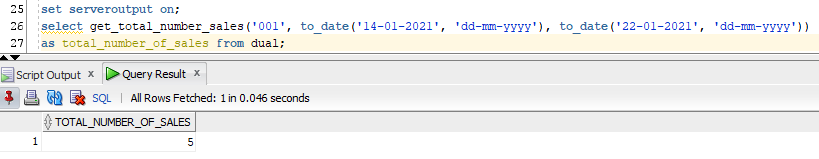 25 set serveroutput on;
26 select get_total_number_sales('001', to_date('14-01-2021', 'dd-mm-yyyy'), to_date('22-01-2021', 'dd-mm-yyyy'))
27 as total_number_of_sales from dual;
Script Output x Query Result x
SQL | All Rows Fetched: 1 in 0.046 seconds
TOTAL_NUMBER_OF_SALES
1 5